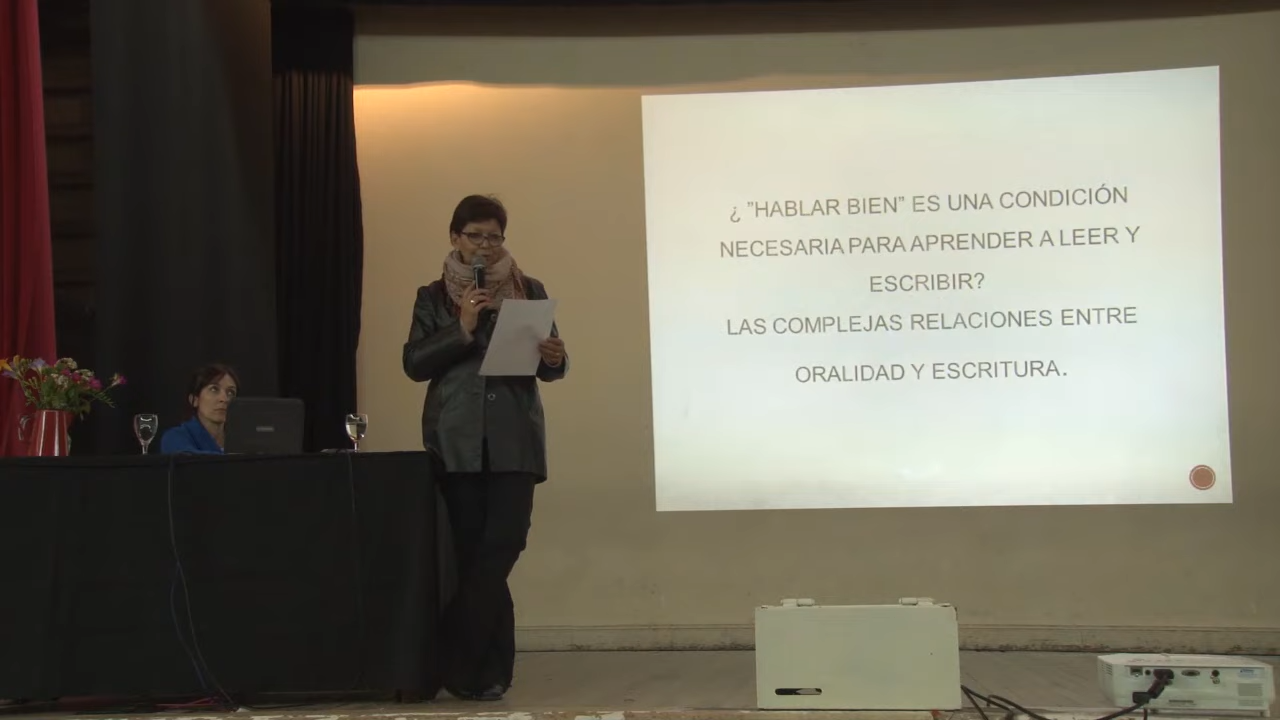 ¿ ”HABLAR BIEN” ES UNA CONDICIÓN
NECESARIA PARA APRENDER A LEER Y
ESCRIBIR?
LAS COMPLEJAS RELACIONES ENTRE
ORALIDAD Y ESCRITURA.